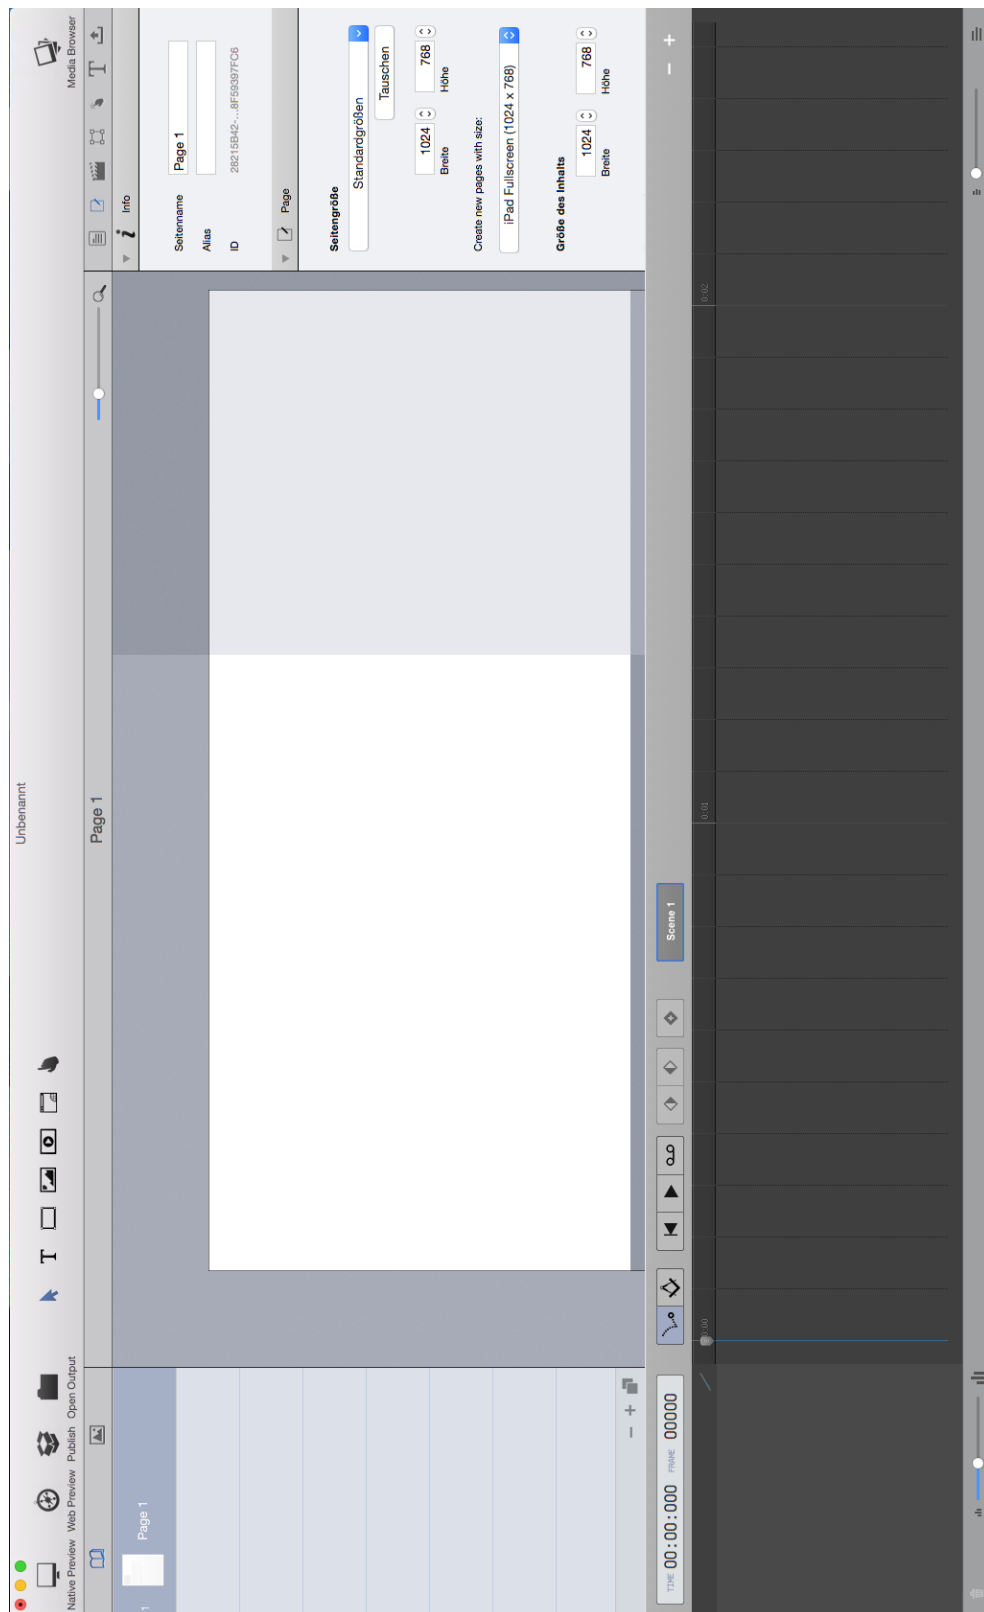 Unbenannt
Native Preview
Web Preview
Publish
Open Output
Media Browser
Page 1
1
Page 1
Info
Seitenname
Page 1
Alias
ID
28215B42-...8F59397FC6
Page
Seitengröße
Standardgrößen
Tauschen
1024
768
Breite
Höhe
Create new pages with size:
iPad Fullscreen (1024 x 768)
Größe des Inhalts
1024
768
Breite
Höhe
TIME 00:00:000 FRAME 00000
Scene 1
0:00
0:01
0:02